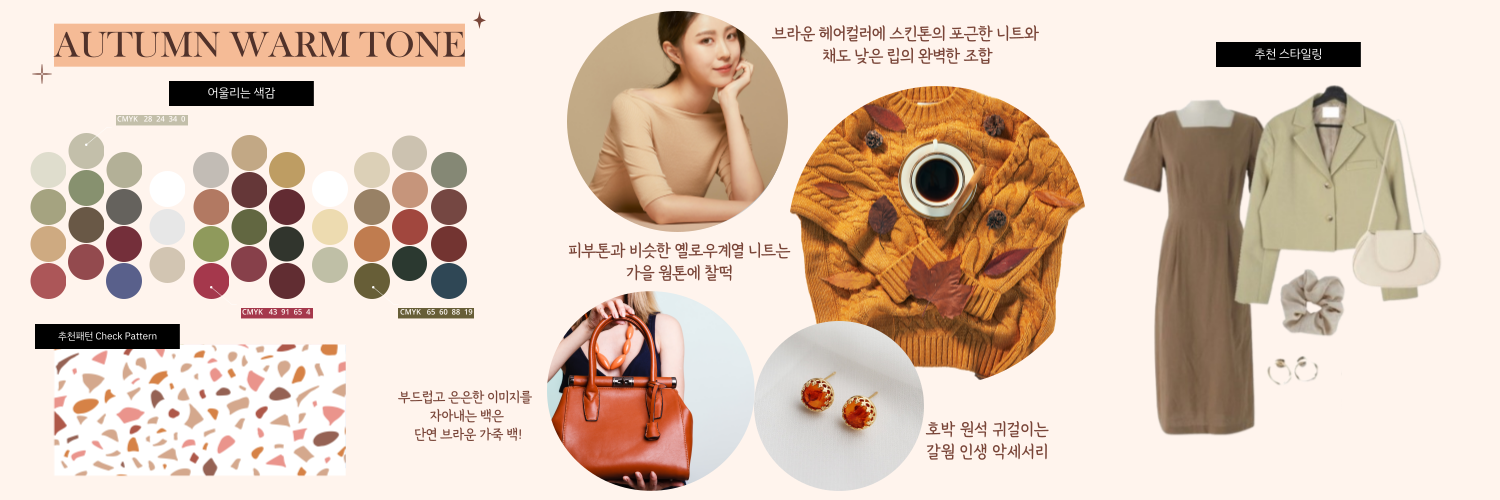 AUTUMN WARM TONE
어울리는 색감
CMYK 28 24 34 0
CMYK 43 91 65 4
CMYK 65 60 88 19
추천패턴 Check Pattern
브라운 헤어컬러에 스킨톤의 포근한 니트와
채도 낮은 립의 완벽한 조합
피부톤과 비슷한 옐로우계열 니트는
가을 웜톤에 찰떡
부드럽고 은은한 이미지를
자아내는 백은
단연 브라운 가죽 백!
호박 원석 귀걸이는
갈웜 인생 악세서리
추천 스타일링